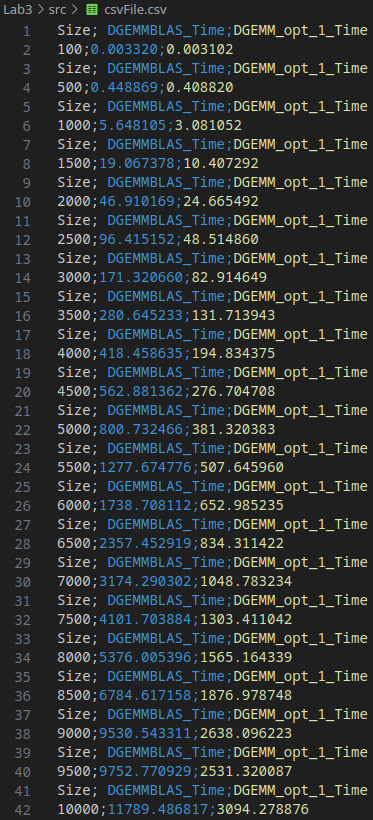 Lab3 > src > csvFile.csv
1 Size; DGEMMBLAS_Time;DGEMM_opt_1_Time
2 100;0.003320;0.003102
3 Size; DGEMMBLAS_Time;DGEMM_opt_1_Time
4 500;0.448869;0.408820
5 Size; DGEMMBLAS_Time;DGEMM_opt_1_Time
6 1000;5.648105;3.081052
7 Size; DGEMMBLAS_Time;DGEMM_opt_1_Time
8 1500;19.067378;10.407292
9 Size; DGEMMBLAS_Time;DGEMM_opt_1_Time
10 2000;46.910169;24.665492
11 Size; DGEMMBLAS_Time;DGEMM_opt_1_Time
12 2500;96.415152;48.514860
13 Size; DGEMMBLAS_Time;DGEMM_opt_1_Time
14 3000;171.320660;82.914649
15 Size; DGEMMBLAS_Time;DGEMM_opt_1_Time
16 3500;280.645233;131.713943
17 Size; DGEMMBLAS_Time;DGEMM_opt_1_Time
18 4000;418.458635;194.834375
19 Size; DGEMMBLAS_Time;DGEMM_opt_1_Time
20 4500;562.881362;276.704708
21 Size; DGEMMBLAS_Time;DGEMM_opt_1_Time
22 5000;800.732466;381.320383
23 Size; DGEMMBLAS_Time;DGEMM_opt_1_Time
24 5500;1277.674776;507.645960
25 Size; DGEMMBLAS_Time;DGEMM_opt_1_Time
26 6000;1738.708112;652.985235
27 Size; DGEMMBLAS_Time;DGEMM_opt_1_Time
28 6500;2357.452919;834.311422
29 Size; DGEMMBLAS_Time;DGEMM_opt_1_Time
30 7000;3174.290302;1048.783234
31 Size; DGEMMBLAS_Time;DGEMM_opt_1_Time
32 7500;4101.703884;1303.411042
33 Size; DGEMMBLAS_Time;DGEMM_opt_1_Time
34 8000;5376.005396;1565.164339
35 Size; DGEMMBLAS_Time;DGEMM_opt_1_Time
36 8500;6784.617158;1876.978748
37 Size; DGEMMBLAS_Time;DGEMM_opt_1_Time
38 9000;9530.543311;2638.096223
39 Size; DGEMMBLAS_Time;DGEMM_opt_1_Time
40 9500;9752.770929;2531.320087
41 Size; DGEMMBLAS_Time;DGEMM_opt_1_Time
42 10000;11789.486817;3094.278876